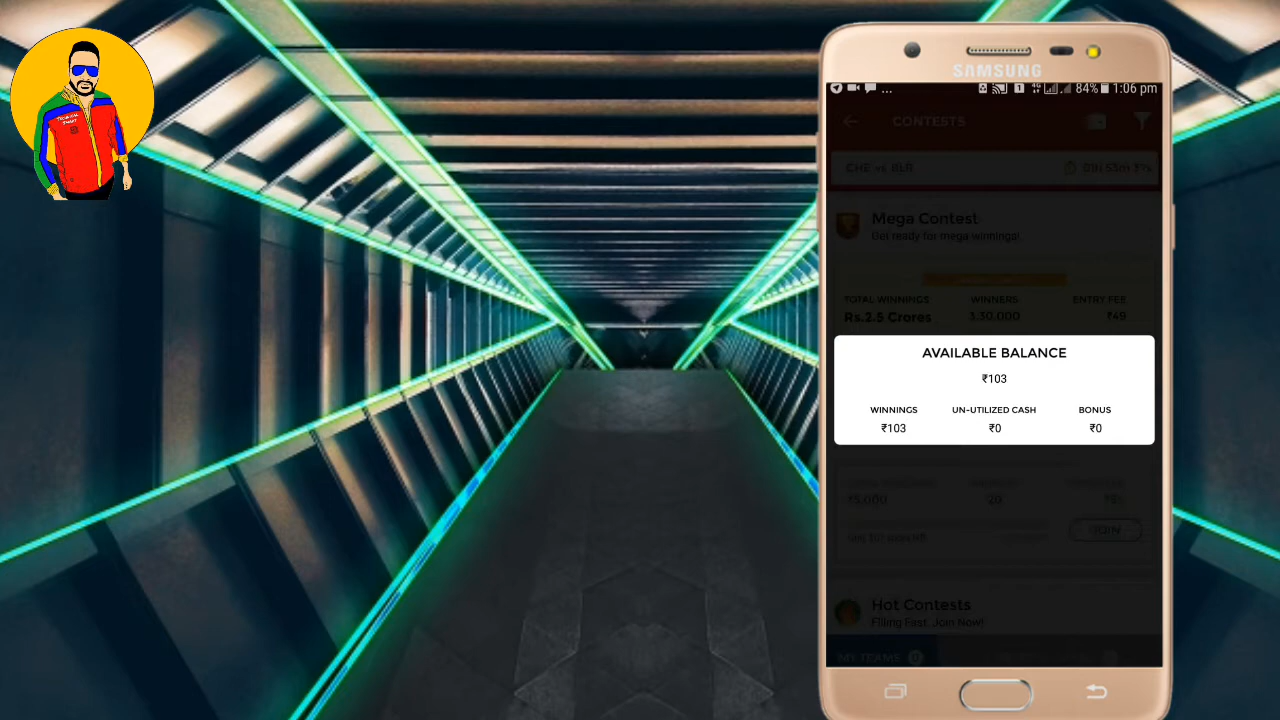 SAMSUNG
... 84% 1:06 pm
CONTESTS
CHE vs BLR
Mega Contest
Get ready for mega winnings!
TOTAL WINNINGS WINNERS ENTRY FEE
Rs.2.5 Crores 3,30,000 ₹49
AVAILABLE BALANCE
₹103
WINNINGS UN-UTILIZED CASH BONUS
₹103 ₹0 ₹0
₹5,000 20
JOIN
Hot Contests
Filling Fast. Join Now!
MY TEAMS